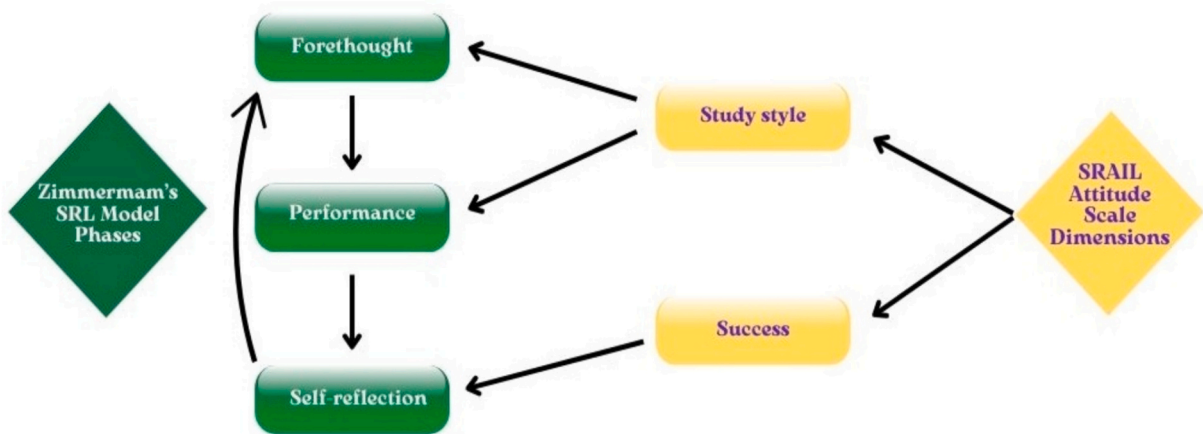 Forethought
Study style
Zimmermam's
SRL Model
Phases
Performance
SRAIL
Attitude
Scale
Dimensions
Success
Self-reflection